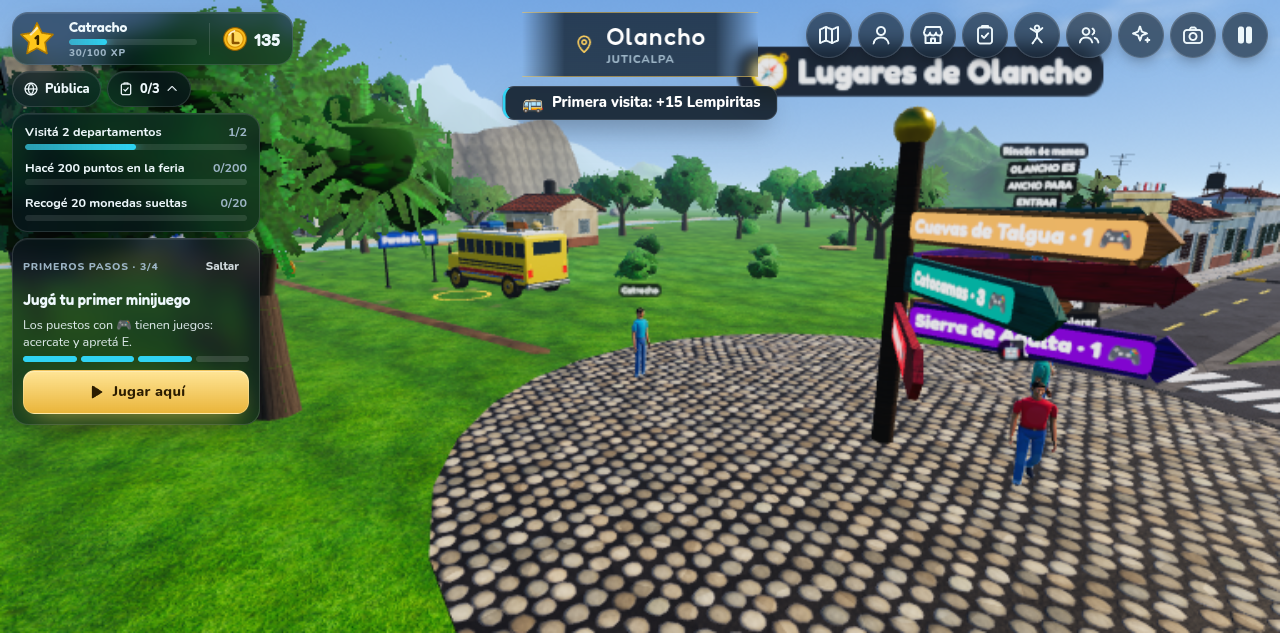 1
Catracho
30/100 XP
135
Olancho
JUTICALPA
Lugares de Olancho
Pública
0/3
Primera visita: +15 Lempiritas
Visitá 2 departamentos 1/2
Hacé 200 puntos en la feria 0/200
Recogé 20 monedas sueltas 0/20
PRIMEROS PASOS · 3/4
Saltar
Jugá tu primer minijuego
Los puestos con 🎮 tienen juegos:
acercate y apretá E.
Jugar aquí
Catracho
Rincón de memes
OLANCHO ES
ANCHO PARA
ENTRAR
Cuevas de Talgua · 1 🎮
Catacamas · 3 🎮
Sierra de Agalta · 1 🎮